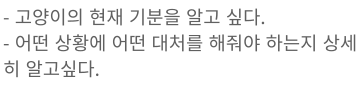 - 고양이의 현재 기분을 알고 싶다.
- 어떤 상황에 어떤 대처를 해줘야 하는지 상세
히 알고싶다.